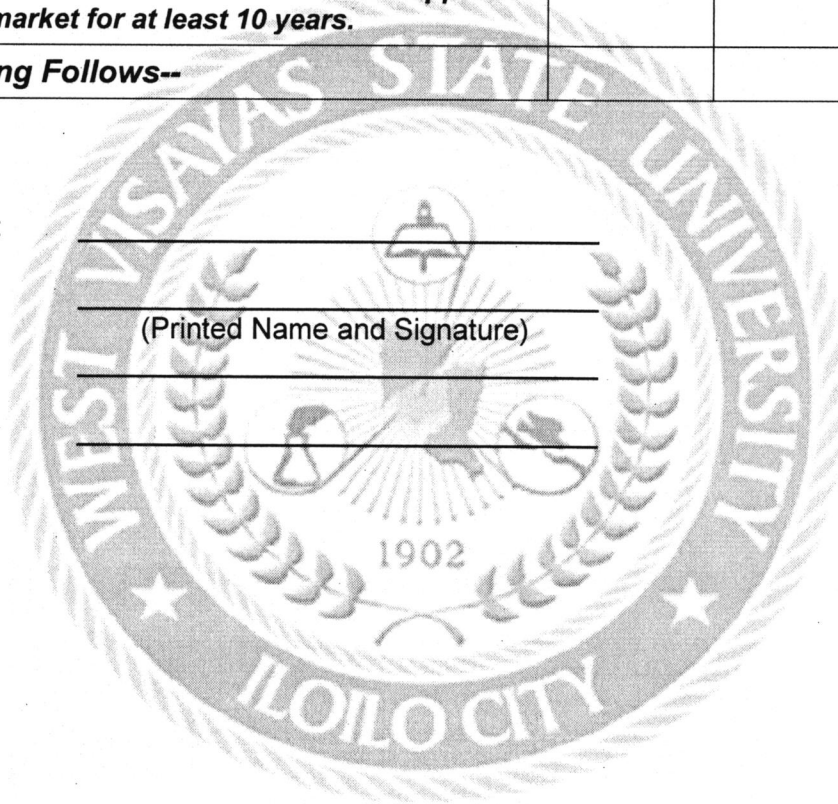 market for at least 10 years.
ng Follows--
(Printed Name and Signature)
WEST VISAYAS STATE UNIVERSITY
1902
ILOILO CITY